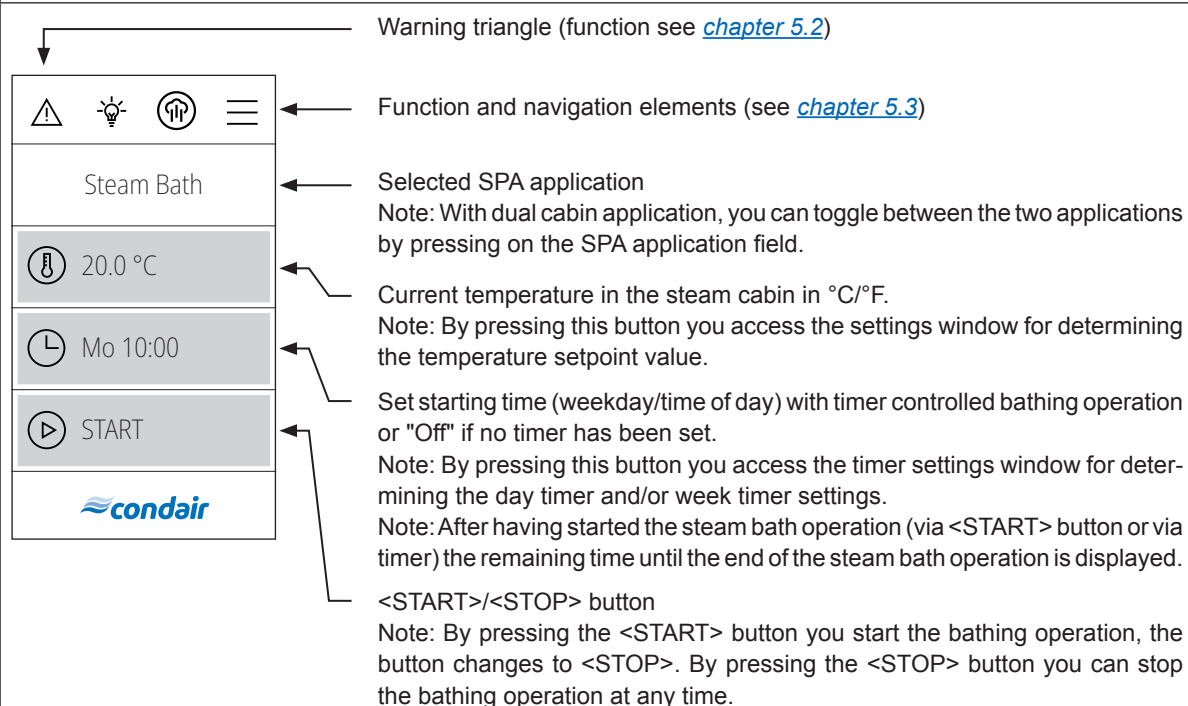 Warning triangle (function see chapter 5.2)
Function and navigation elements (see chapter 5.3)
Steam Bath
Selected SPA application
Note: With dual cabin application, you can toggle between the two applications
by pressing on the SPA application field.
20.0 °C
Current temperature in the steam cabin in °C/°F.
Note: By pressing this button you access the settings window for determining
the temperature setpoint value.
Mo 10:00
Set starting time (weekday/time of day) with timer controlled bathing operation
or "Off" if no timer has been set.
Note: By pressing this button you access the timer settings window for deter-
mining the day timer and/or week timer settings.
Note: After having started the steam bath operation (via <START> button or via
timer) the remaining time until the end of the steam bath operation is displayed.
START
<START>/<STOP> button
Note: By pressing the <START> button you start the bathing operation, the
button changes to <STOP>. By pressing the <STOP> button you can stop
the bathing operation at any time.
condair